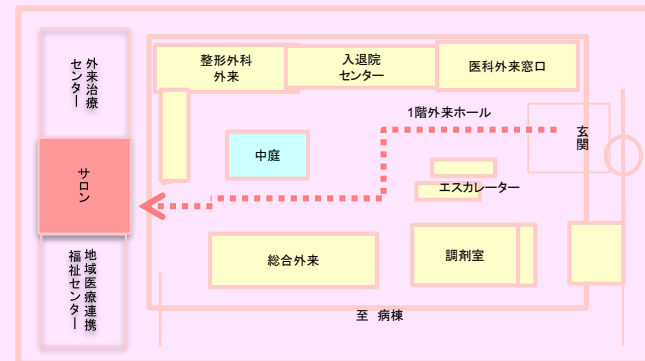 外来治療
センター
整形外科
外来
入退院
センター
医科外来窓口
1階外来ホール
玄関
中庭
サロン
エスカレーター
総合外来
調剤室
地域医療連携
福祉センター
至 病棟